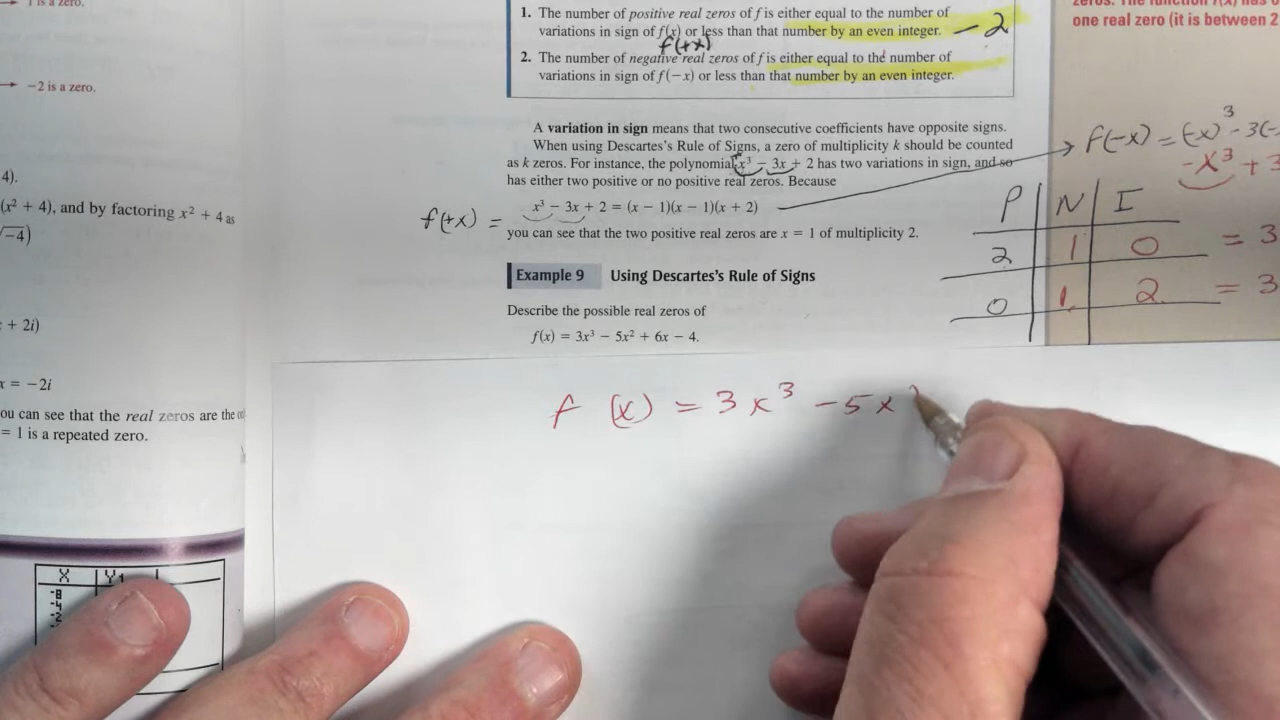 1 is a zero.
−2 is a zero.
4).
(x² + 4), and by factoring x² + 4 as
√−4)
+ 2i)
x = −2i
ou can see that the real zeros are the
= 1 is a repeated zero.
X Y1
-8
-4
-2
1. The number of positive real zeros of f is either equal to the number of
variations in sign of f(x) or less than that number by an even integer. −2
f(+x)
2. The number of negative real zeros of f is either equal to the number of
variations in sign of f(−x) or less than that number by an even integer.
A variation in sign means that two consecutive coefficients have opposite signs.
When using Descartes's Rule of Signs, a zero of multiplicity k should be counted
as k zeros. For instance, the polynomial x³ − 3x + 2 has two variations in sign, and so
has either two positive or no positive real zeros. Because
f(+x) = x³ − 3x + 2 = (x − 1)(x − 1)(x + 2)
you can see that the two positive real zeros are x = 1 of multiplicity 2.
Example 9 Using Descartes's Rule of Signs
Describe the possible real zeros of
f(x) = 3x³ − 5x² + 6x − 4.
f (x) = 3x³ −5x
one real zero (it is between 2
f(−x) = (−x)³ − 3(−
−x³ + 3
P N I
2 1 0 = 3
0 1 2 = 3